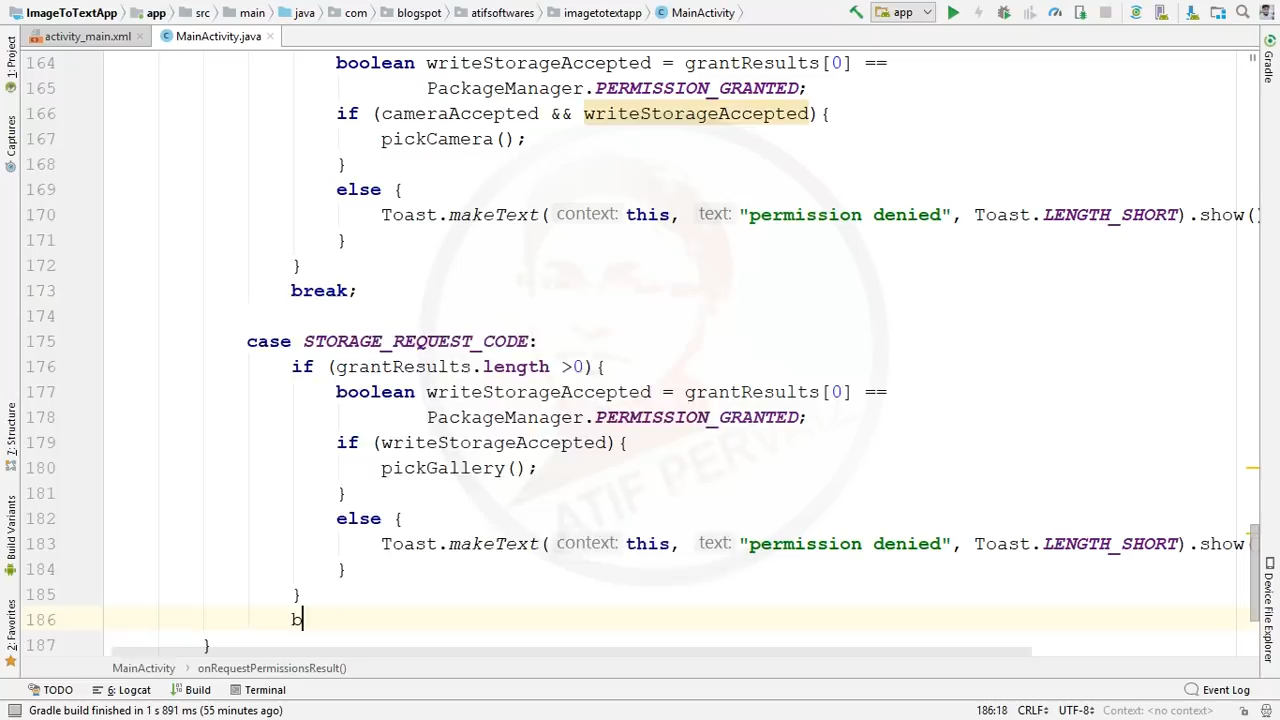 ImageToTextApp app src main java com blogspot atifsoftwares imagetotextapp MainActivity app
activity_main.xml MainActivity.java
164 boolean writeStorageAccepted = grantResults[0] ==
165 PackageManager.PERMISSION_GRANTED;
166 if (cameraAccepted && writeStorageAccepted){
167 pickCamera();
168 }
169 else {
170 Toast.makeText( context: this, text: "permission denied", Toast.LENGTH_SHORT).show()
171 }
172 }
173 break;
174
175 case STORAGE_REQUEST_CODE:
176 if (grantResults.length >0){
177 boolean writeStorageAccepted = grantResults[0] ==
178 PackageManager.PERMISSION_GRANTED;
179 if (writeStorageAccepted){
180 pickGallery();
181 }
182 else {
183 Toast.makeText( context: this, text: "permission denied", Toast.LENGTH_SHORT).show(
184 }
185 }
186 b
187 }
ATIF PERVAIZ
MainActivity onRequestPermissionsResult()
TODO 6: Logcat Build Terminal Event Log
Gradle build finished in 1 s 891 ms (55 minutes ago) 186:18 CRLF UTF-8 Context: <no context>
1: Project
Captures
7: Structure
Build Variants
2: Favorites
Gradle
Device File Explorer